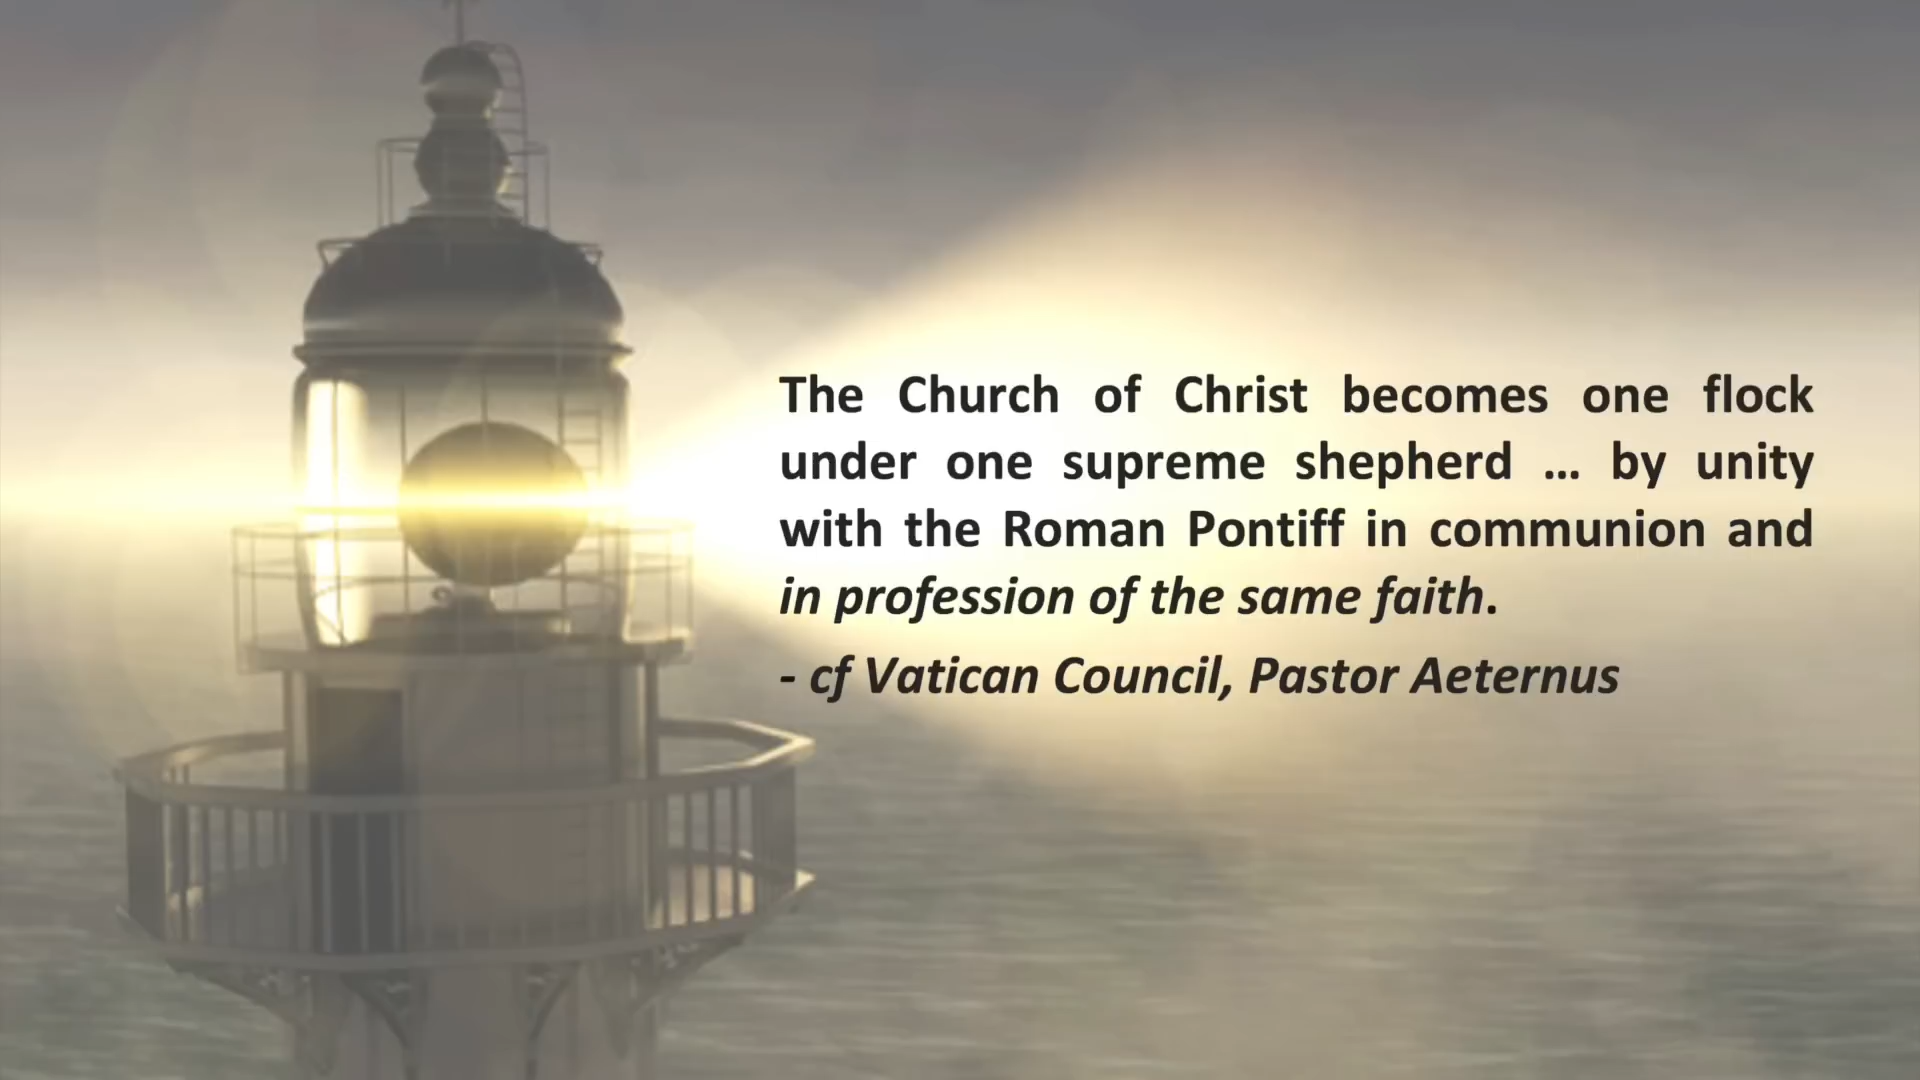 The Church of Christ becomes one flock
under one supreme shepherd ... by unity
with the Roman Pontiff in communion and
in profession of the same faith.
- cf Vatican Council, Pastor Aeternus